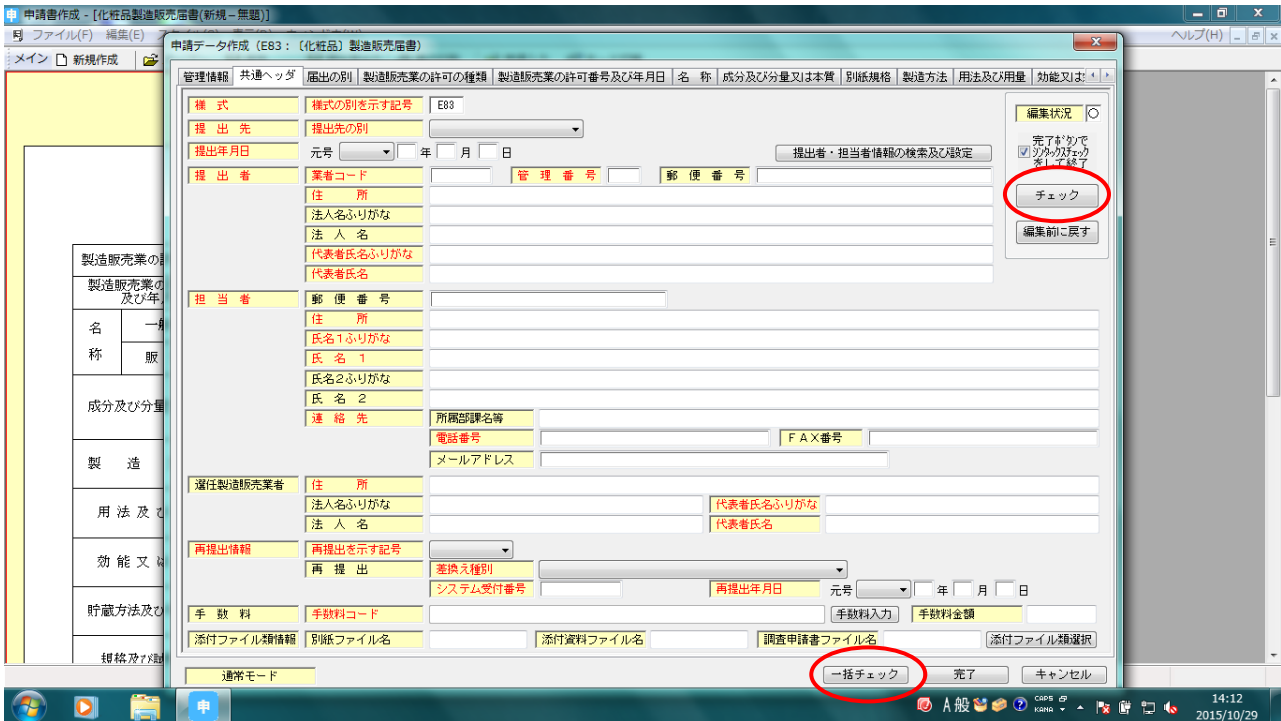 申請書作成 - [化粧品製造販売届書(新規－無題)]
ファイル(F) 編集(E)
ヘルプ(H)
メイン 新規作成
申請データ作成（E83：〔化粧品〕製造販売届書）
管理情報 共通ヘッダ 届出の別 製造販売業の許可の種類 製造販売業の許可番号及び年月日 名 称 成分及び分量又は本質 別紙規格 製造方法 用法及び用量 効能又は
様 式 様式の別を示す記号 E83
編集状況 ○
提 出 先 提出先の別
提出年月日 元号 年 月 日 提出者・担当者情報の検索及び設定
完了ボタンで
シンタックスチェック
をして終了
提 出 者 業者コード 管 理 番 号 郵 便 番 号
チェック
住 所
法人名ふりがな
法 人 名
編集前に戻す
代表者氏名ふりがな
代表者氏名
担 当 者 郵 便 番 号
住 所
氏名１ふりがな
氏 名 １
氏名２ふりがな
氏 名 ２
連 絡 先 所属部課名等
電話番号 ＦＡＸ番号
メールアドレス
選任製造販売業者 住 所
法人名ふりがな 代表者氏名ふりがな
法 人 名 代表者氏名
再提出情報 再提出を示す記号
再 提 出 差換え種別
システム受付番号 再提出年月日 元号 年 月 日
手 数 料 手数料コード 手数料入力 手数料金額
添付ファイル類情報 別紙ファイル名 添付資料ファイル名 調査申請書ファイル名 添付ファイル類選択
通常モード 一括チェック 完了 キャンセル
製造販売業の
製造販売業の
及び年
名 一般
称 販
成分及び分量
製 造
用 法 及 び
効 能 又 は
貯蔵方法及び
規格及び試
申
A 般 CAPS KANA
14:12
2015/10/29